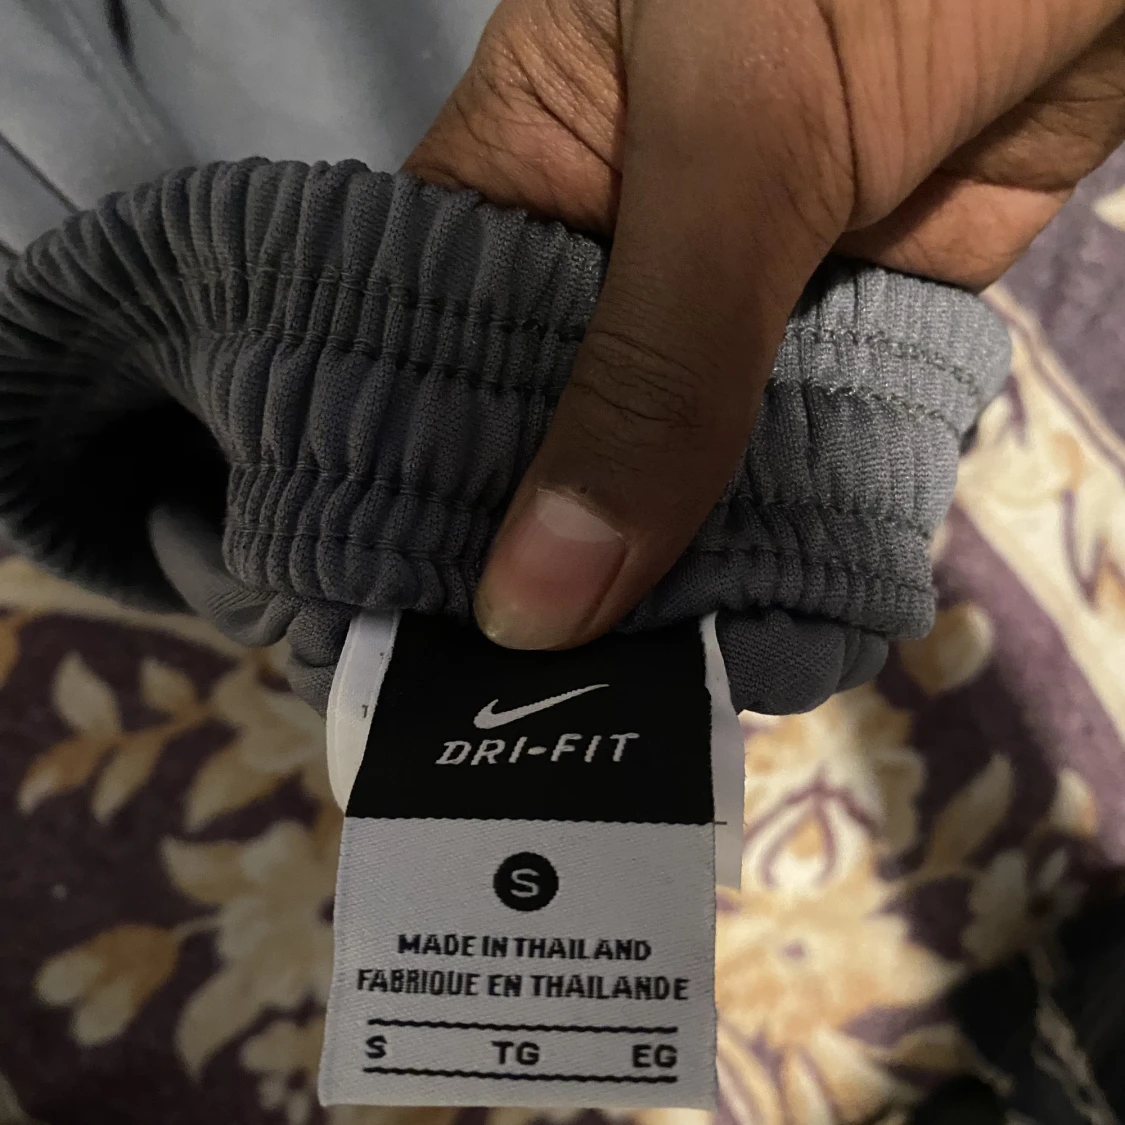 DRI-FIT
S
MADE IN THAILAND
FABRIQUE EN THAILANDE
S TG EG